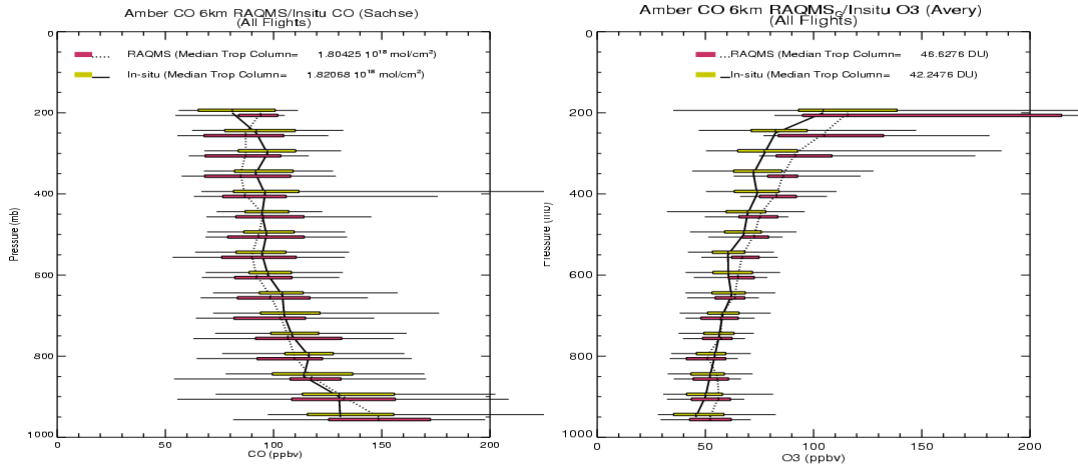 Amber CO 6km RAQMS/Insitu CO (Sachse)
(All Flights)
RAQMS (Median Trop Column= 1.80425 10¹⁸ mol/cm²)
In-situ (Median Trop Column= 1.82068 10¹⁸ mol/cm²)
0
200
400
600
800
1000
Pressure (mb)
0 50 100 150 200
CO (ppbv)
Amber CO 6km RAQMS/Insitu O3 (Avery)
(All Flights)
RAQMS (Median Trop Column= 46.6276 DU)
In-situ (Median Trop Column= 42.2476 DU)
0
200
400
600
800
1000
Pressure (mb)
0 50 100 150 200
O3 (ppbv)